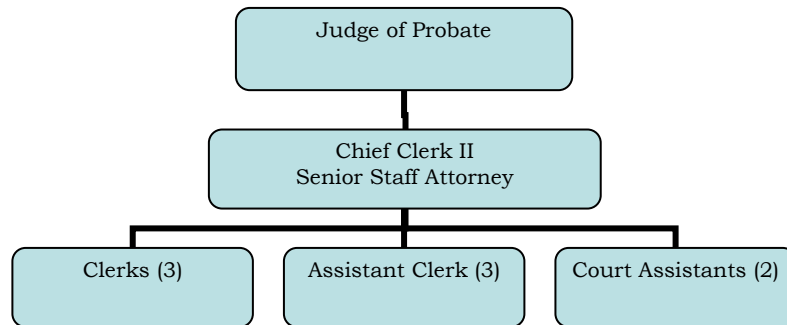 Judge of Probate
Chief Clerk II
Senior Staff Attorney
Clerks (3)
Assistant Clerk (3)
Court Assistants (2)